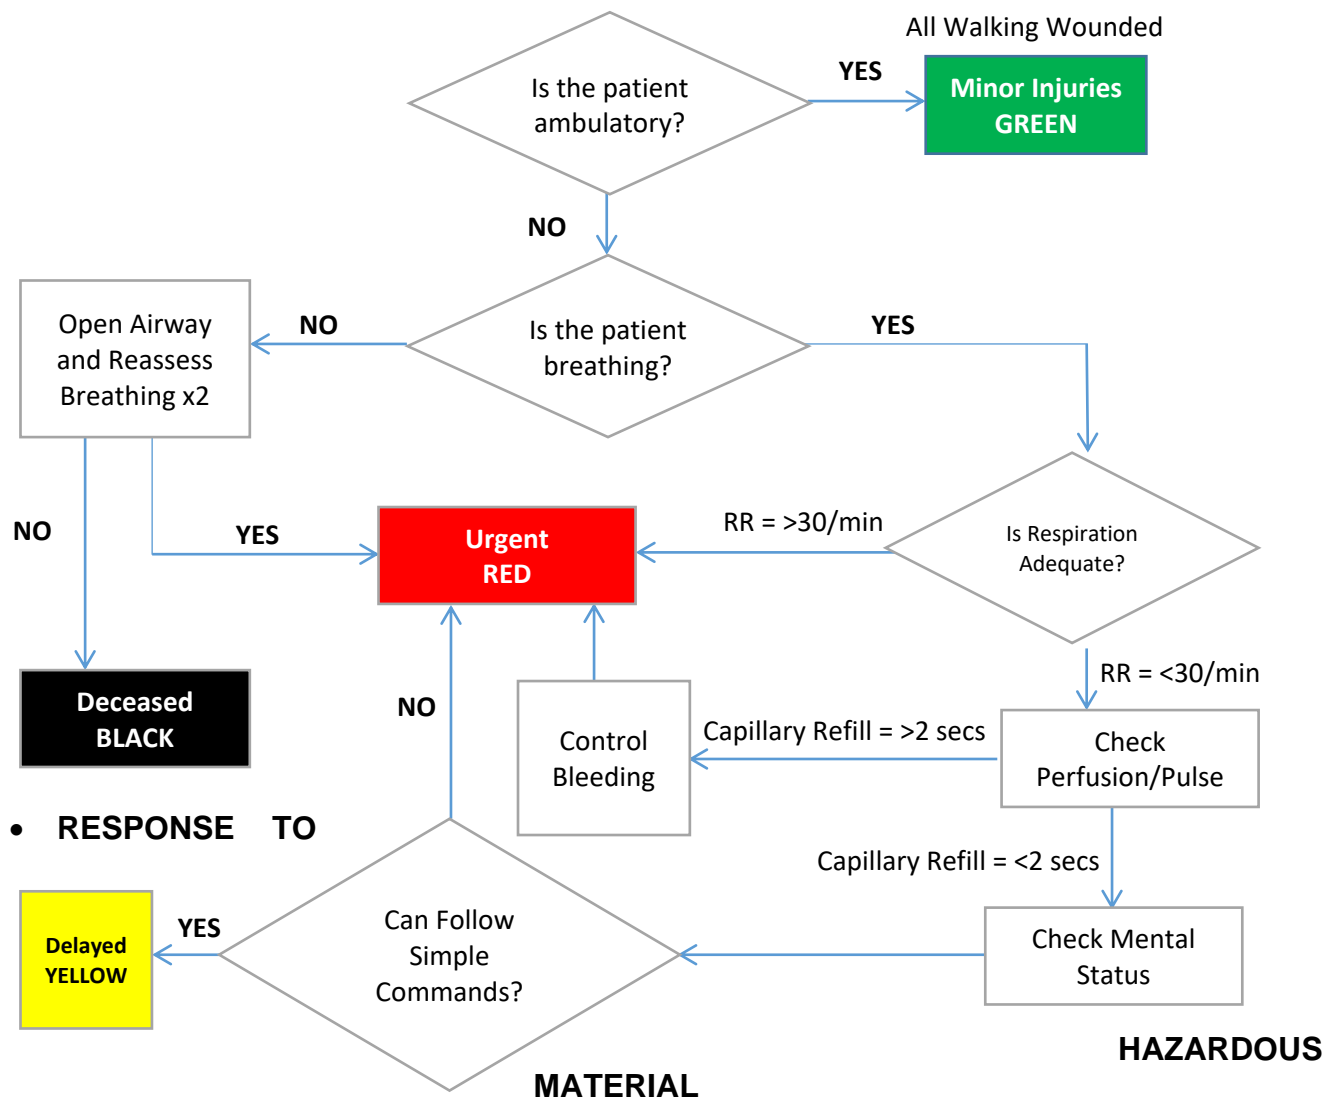 All Walking Wounded
Is the patient
ambulatory?
YES
Minor Injuries
GREEN
NO
Open Airway
and Reassess
Breathing x2
NO
Is the patient
breathing?
YES
NO
YES
Urgent
RED
RR = >30/min
Is Respiration
Adequate?
Deceased
BLACK
NO
Control
Bleeding
Capillary Refill = >2 secs
RR = <30/min
Check
Perfusion/Pulse
• RESPONSE TO
Capillary Refill = <2 secs
Delayed
YELLOW
YES
Can Follow
Simple
Commands?
Check Mental
Status
HAZARDOUS
MATERIAL